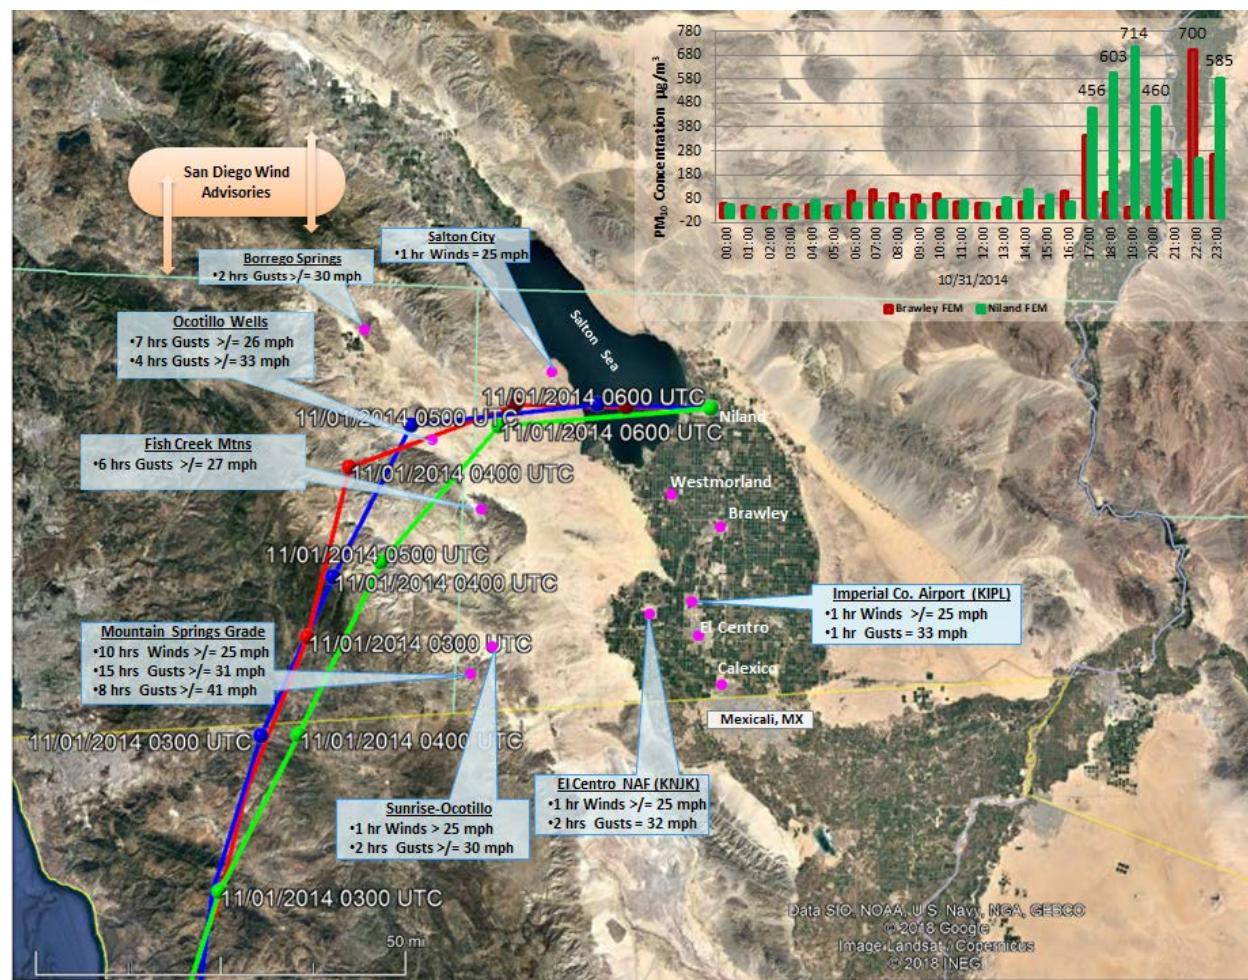 780
714
700
680
603
585
580
480
456
460
380
280
180
80
-20
PM₁₀ Concentration µg/m³
00:00
01:00
02:00
03:00
04:00
05:00
06:00
07:00
08:00
09:00
10:00
11:00
12:00
13:00
14:00
15:00
16:00
17:00
18:00
19:00
20:00
21:00
22:00
23:00
10/31/2014
Brawley FEM
Niland FEM
San Diego Wind
Advisories
Salton City
•1 hr Winds = 25 mph
Borrego Springs
•2 hrs Gusts >/= 30 mph
Ocotillo Wells
•7 hrs Gusts >/= 26 mph
•4 hrs Gusts >/= 33 mph
Salton Sea
11/01/2014 0600 UTC
11/01/2014 0500 UTC
Niland
11/01/2014 0600 UTC
Fish Creek Mtns
•6 hrs Gusts >/= 27 mph
11/01/2014 0400 UTC
Westmorland
Brawley
11/01/2014 0500 UTC
11/01/2014 0400 UTC
Imperial Co. Airport (KIPL)
•1 hr Winds >/= 25 mph
•1 hr Gusts = 33 mph
El Centro
Mountain Springs Grade
•10 hrs Winds >/= 25 mph
•15 hrs Gusts >/= 31 mph
•8 hrs Gusts >/= 41 mph
11/01/2014 0300 UTC
Calexico
Mexicali, MX
11/01/2014 0300 UTC
11/01/2014 0400 UTC
El Centro NAF (KNJK)
•1 hr Winds >/= 25 mph
•2 hrs Gusts = 32 mph
Sunrise-Ocotillo
•1 hr Winds > 25 mph
•2 hrs Gusts >/= 30 mph
11/01/2014 0300 UTC
50 mi
Data SIO, NOAA, U.S. Navy, NGA, GEBCO
© 2018 Google
Image Landsat / Copernicus
© 2018 INEGI